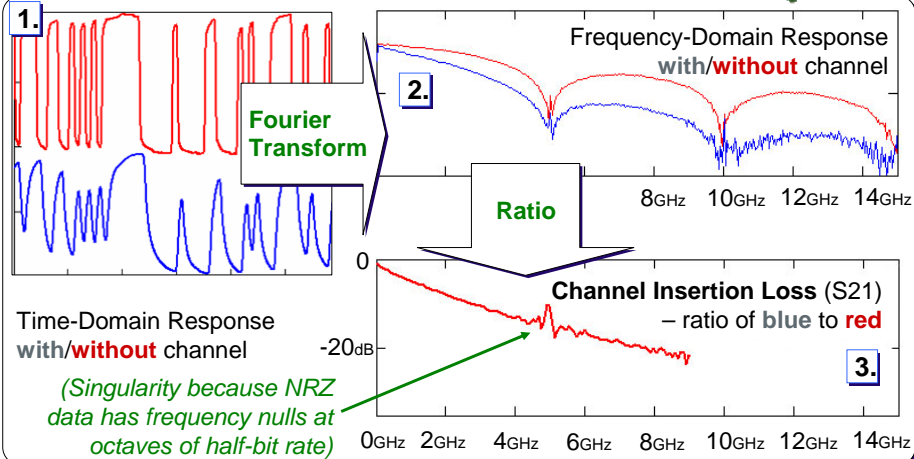 1.
Fourier
Transform
2.
Frequency-Domain Response
with/without channel
8GHz 10GHz 12GHz 14GHz
Ratio
Time-Domain Response
with/without channel
(Singularity because NRZ
data has frequency nulls at
octaves of half-bit rate)
0
-20dB
Channel Insertion Loss (S21)
– ratio of blue to red
3.
0GHz 2GHz 4GHz 6GHz 8GHz 10GHz 12GHz 14GHz